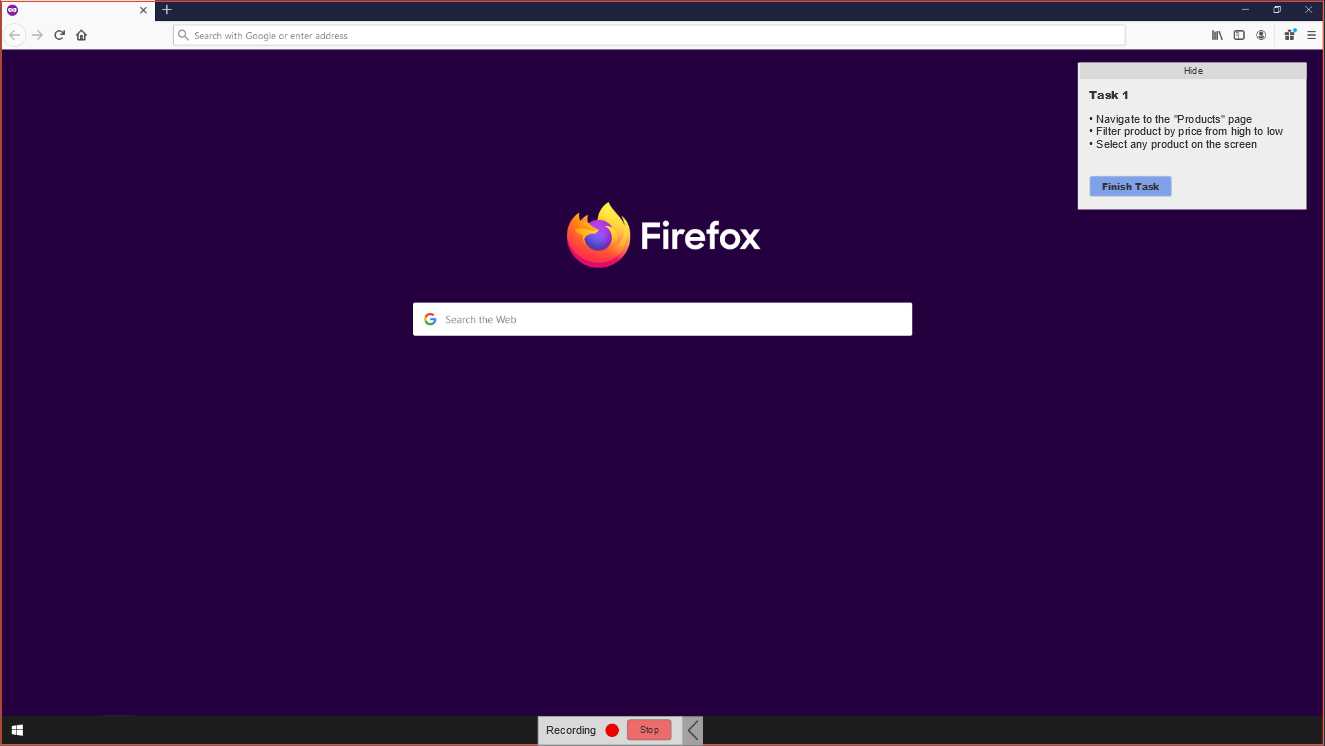 Search with Google or enter address
Hide
Task 1
• Navigate to the "Products" page
• Filter product by price from high to low
• Select any product on the screen
Finish Task
Firefox
Search the Web
Recording
Stop